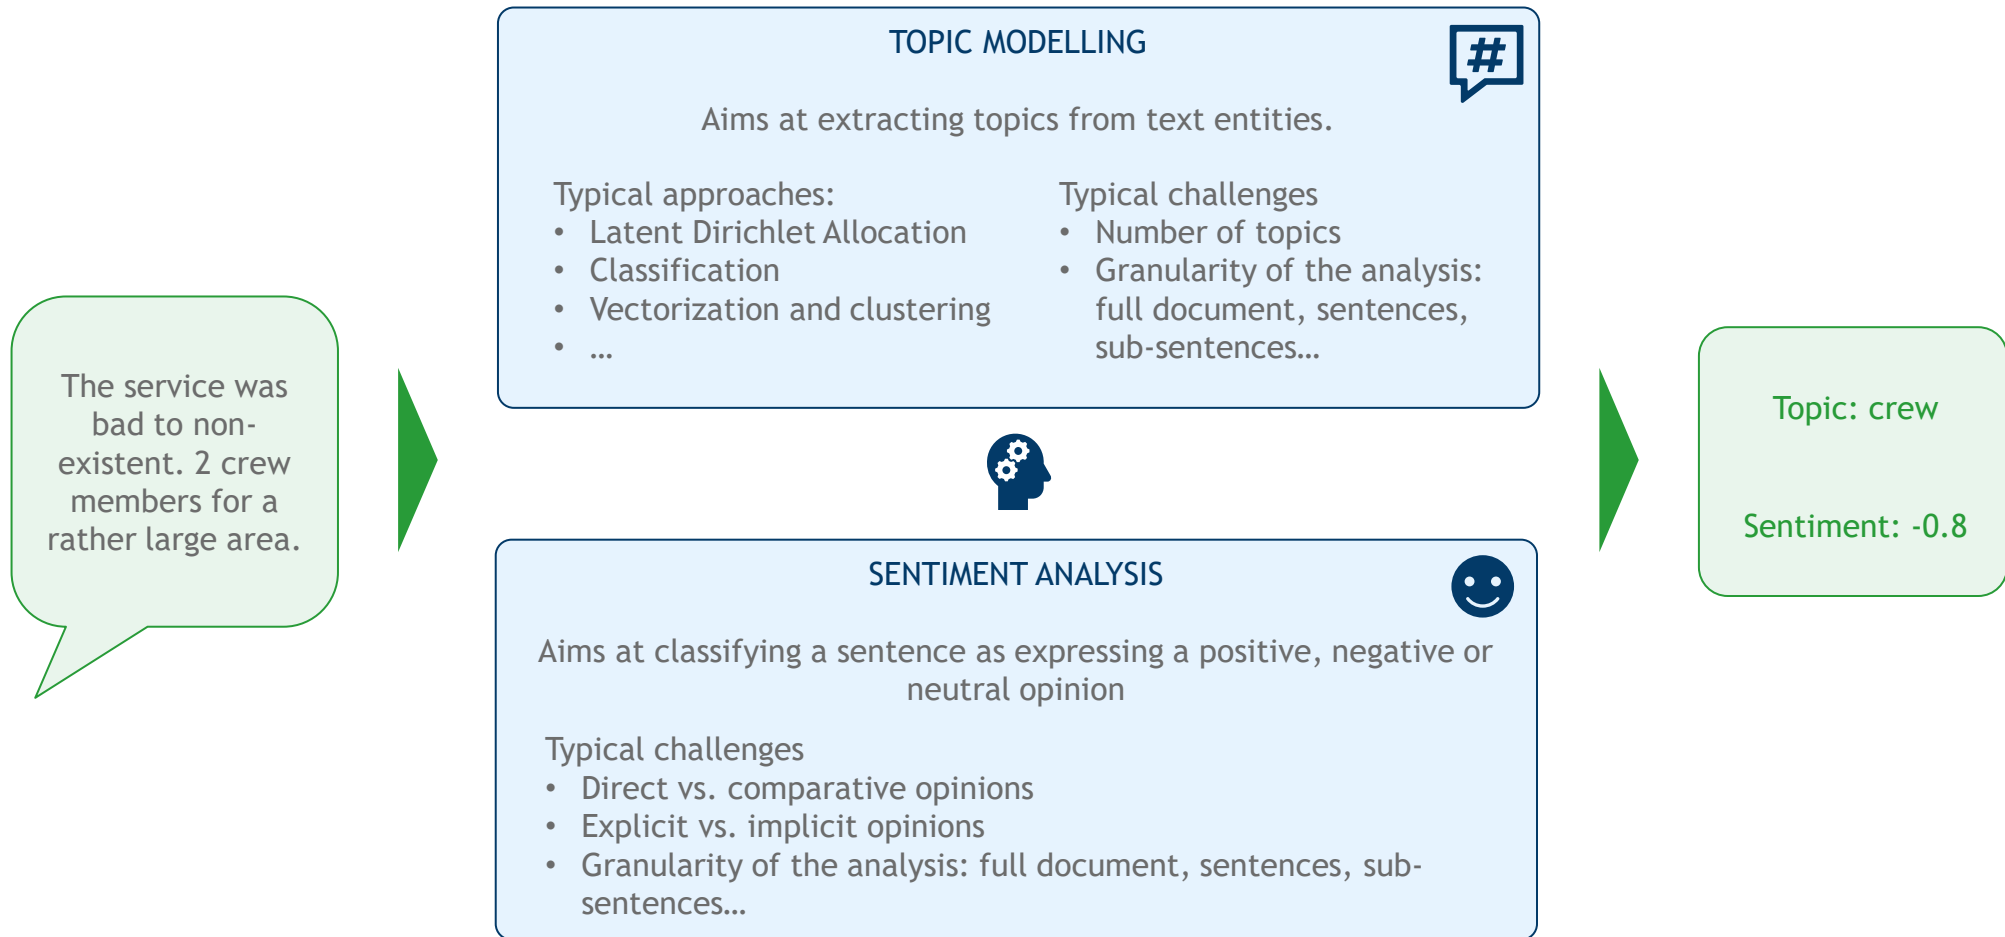 The service was
bad to non-
existent. 2 crew
members for a
rather large area.
TOPIC MODELLING
#
Aims at extracting topics from text entities.
Typical approaches:
• Latent Dirichlet Allocation
• Classification
• Vectorization and clustering
• …
Typical challenges
• Number of topics
• Granularity of the analysis:
full document, sentences,
sub-sentences…
SENTIMENT ANALYSIS
Aims at classifying a sentence as expressing a positive, negative or
neutral opinion
Typical challenges
• Direct vs. comparative opinions
• Explicit vs. implicit opinions
• Granularity of the analysis: full document, sentences, sub-
sentences…
Topic: crew
Sentiment: -0.8